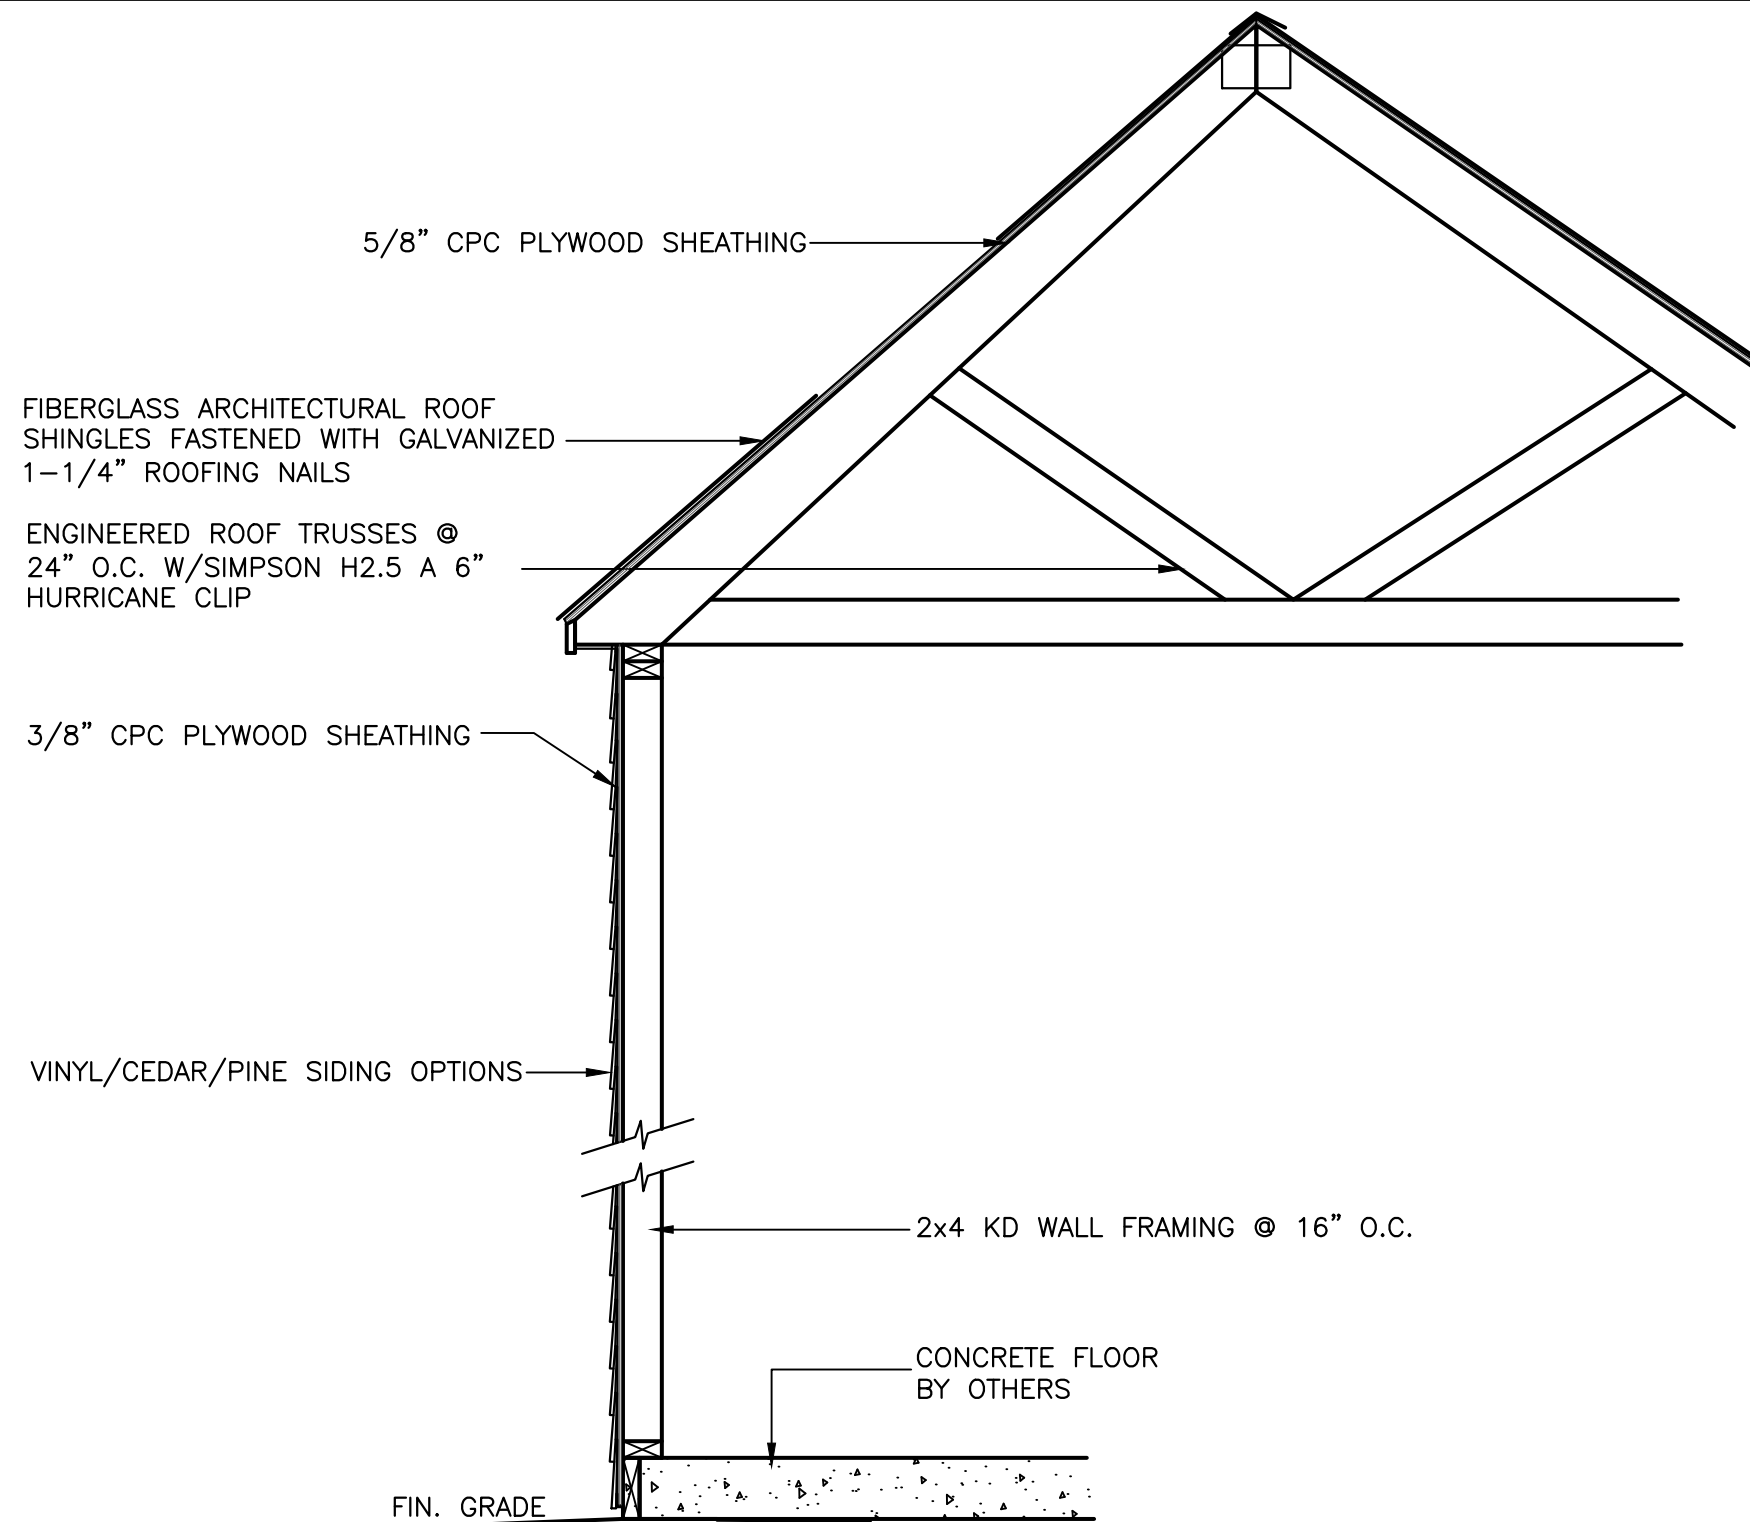 5/8” CPC PLYWOOD SHEATHING
FIBERGLASS ARCHITECTURAL ROOF
SHINGLES FASTENED WITH GALVANIZED
1-1/4” ROOFING NAILS
ENGINEERED ROOF TRUSSES @
24” O.C. W/SIMPSON H2.5 A 6”
HURRICANE CLIP
3/8” CPC PLYWOOD SHEATHING
VINYL/CEDAR/PINE SIDING OPTIONS
2x4 KD WALL FRAMING @ 16” O.C.
CONCRETE FLOOR
BY OTHERS
FIN. GRADE